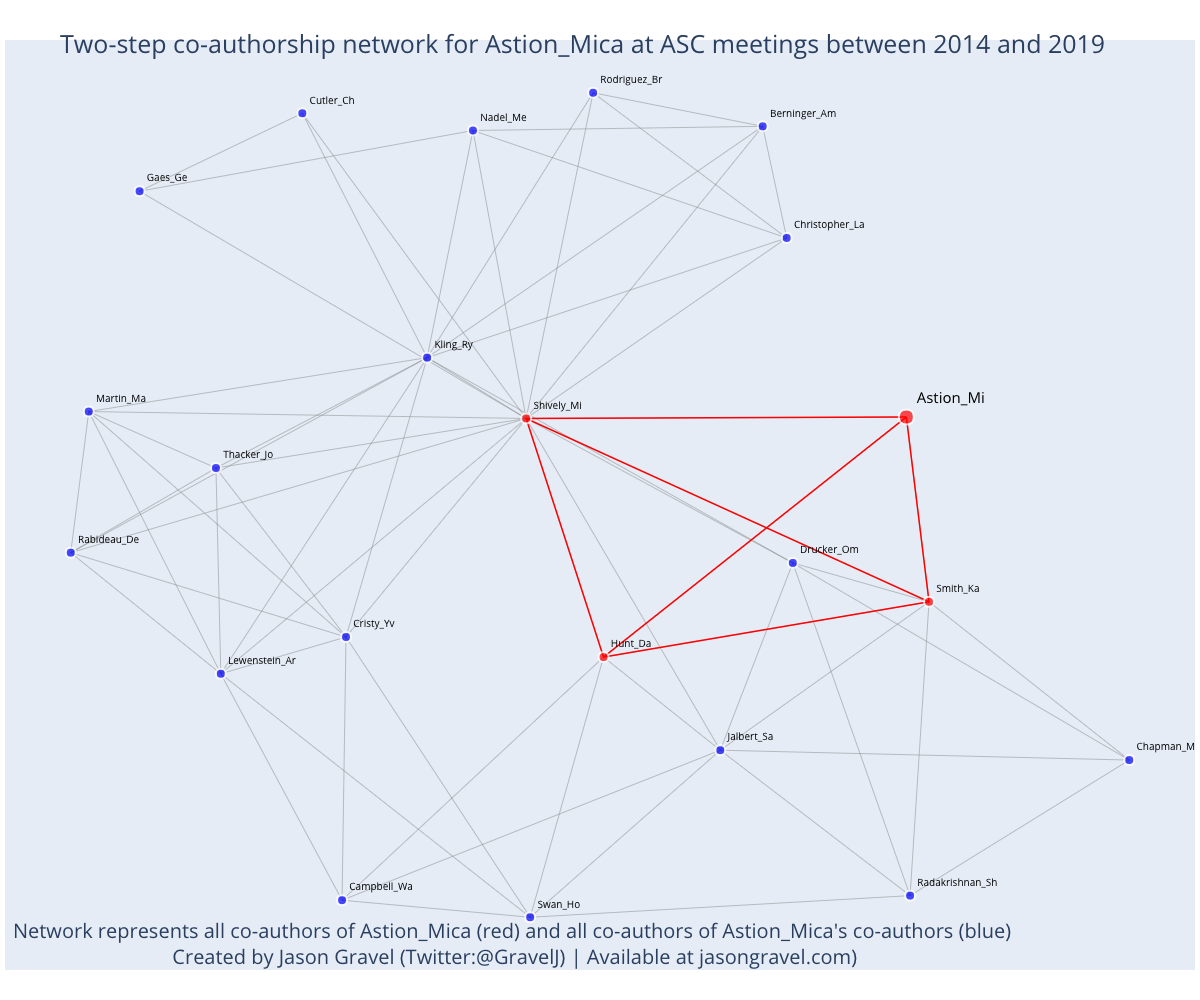 Two-step co-authorship network for Astion_Mica at ASC meetings between 2014 and 2019
Rodriguez_Br
Cutler_Ch
Berninger_Am
Nadel_Me
Gaes_Ge
Christopher_La
Kling_Ry
Astion_Mi
Martin_Ma
Shively_Mi
Thacker_Jo
Rabideau_De
Drucker_Om
Smith_Ka
Cristy_Yv
Hunt_Da
Lewenstein_Ar
Jalbert_Sa
Chapman_M
Radakrishnan_Sh
Campbell_Wa
Swan_Ho
Network represents all co-authors of Astion_Mica (red) and all co-authors of Astion_Mica's co-authors (blue)
Created by Jason Gravel (Twitter:@GravelJ) | Available at jasongravel.com)